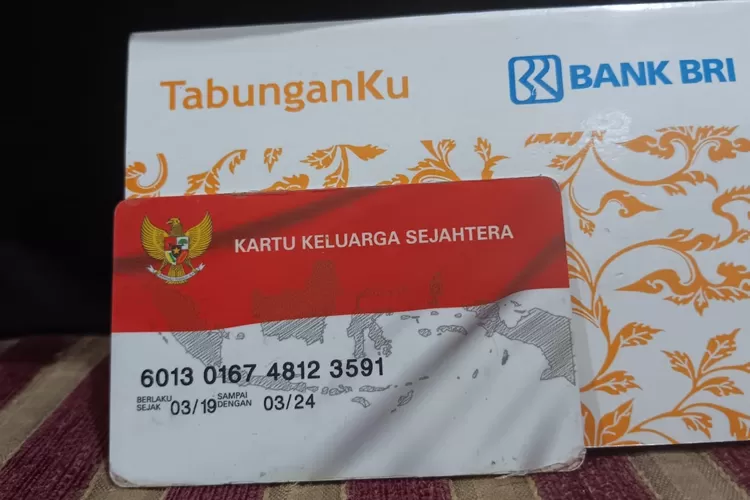 TabunganKu
BANK BRI
KARTU KELUARGA SEJAHTERA
6013 0167 4812 3591
BERLAKU SEJAK 03/19 SAMPAI DENGAN 03/24